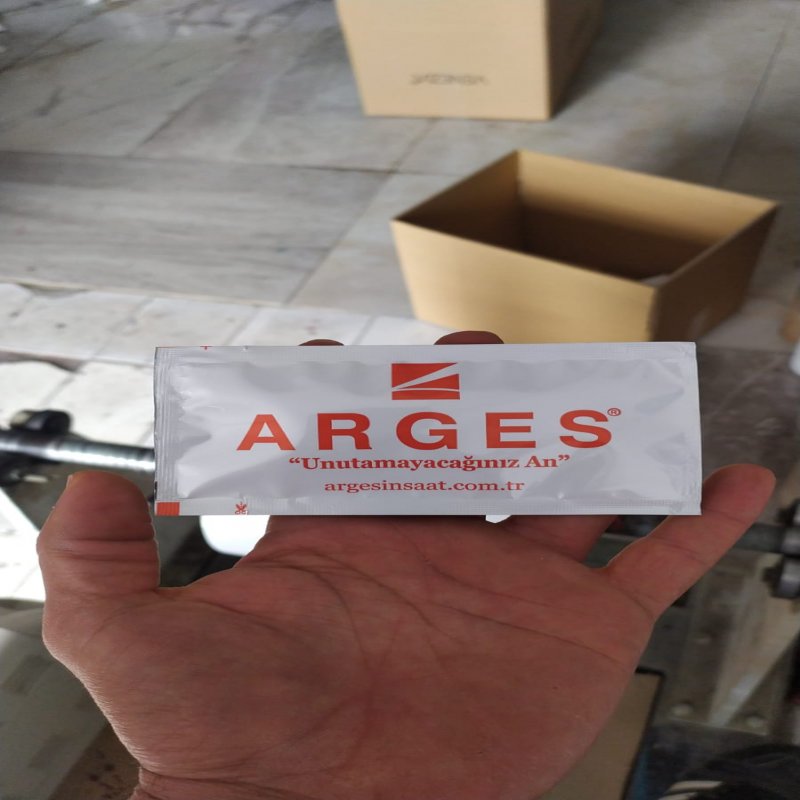 ARGES®
“Unutamayacağınız An”
argesinsaat.com.tr